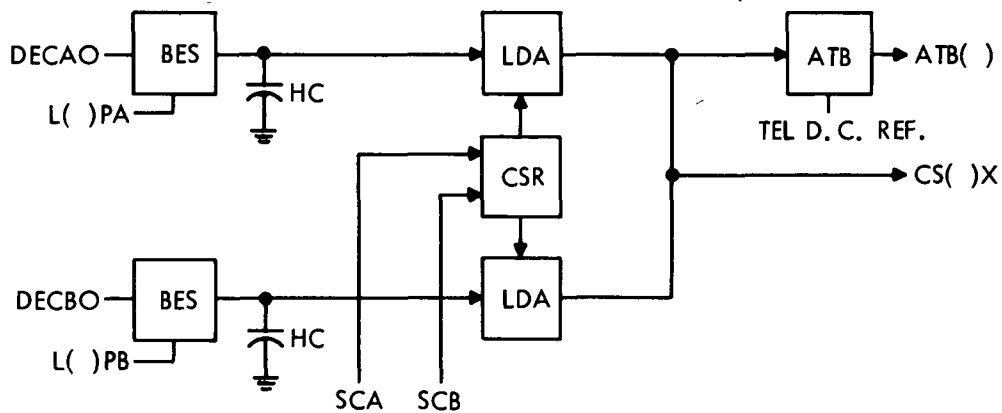 DECAO
BES
LDA
ATB
ATB( )
HC
L( )PA
TEL D. C. REF.
CSR
CS( )X
DECBO
BES
LDA
HC
L( )PB
SCA
SCB